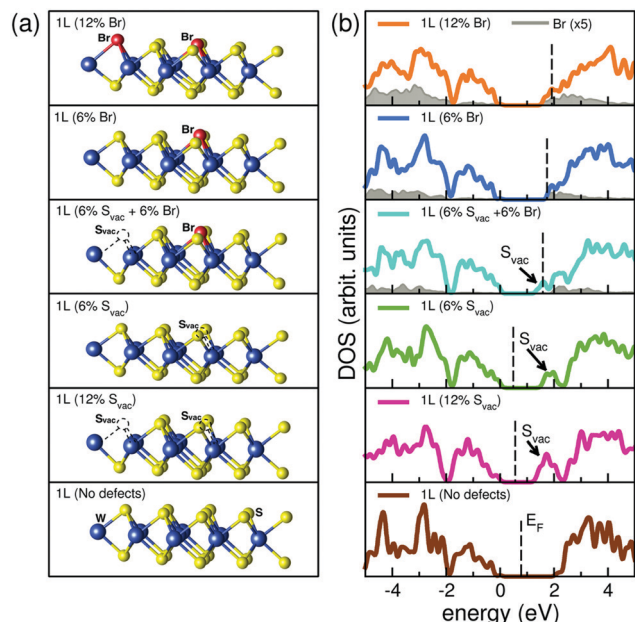 (a)
1L (12% Br)
Br
Br
1L (6% Br)
Br
1L (6% Svac + 6% Br)
Svac
Br
1L (6% Svac)
Svac
1L (12% Svac)
Svac
Svac
1L (No defects)
W
S
(b)
1L (12% Br)
Br (x5)
1L (6% Br)
1L (6% Svac +6% Br)
Svac
1L (6% Svac)
Svac
1L (12% Svac)
Svac
1L (No defects)
EF
DOS (arbit. units)
-4 -2 0 2 4
energy (eV)